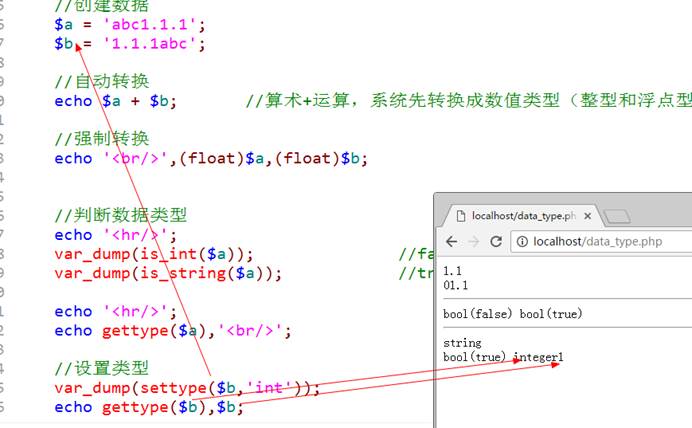 //创建数据
$a = 'abc1.1.1';
$b = '1.1.1abc';
//自动转换
echo $a + $b; //算术+运算，系统先转换成数值类型（整型和浮点型
//强制转换
echo '<br/>',(float)$a,(float)$b;
//判断数据类型
echo '<hr/>';
var_dump(is_int($a)); //fa
var_dump(is_string($a)); //tr
echo '<hr/>';
echo gettype($a),'<br/>';
//设置类型
var_dump(settype($b,'int'));
echo gettype($b),$b;
localhost/data_type.ph
localhost/data_type.php
1.1
01.1
bool(false) bool(true)
string
bool(true) integer1